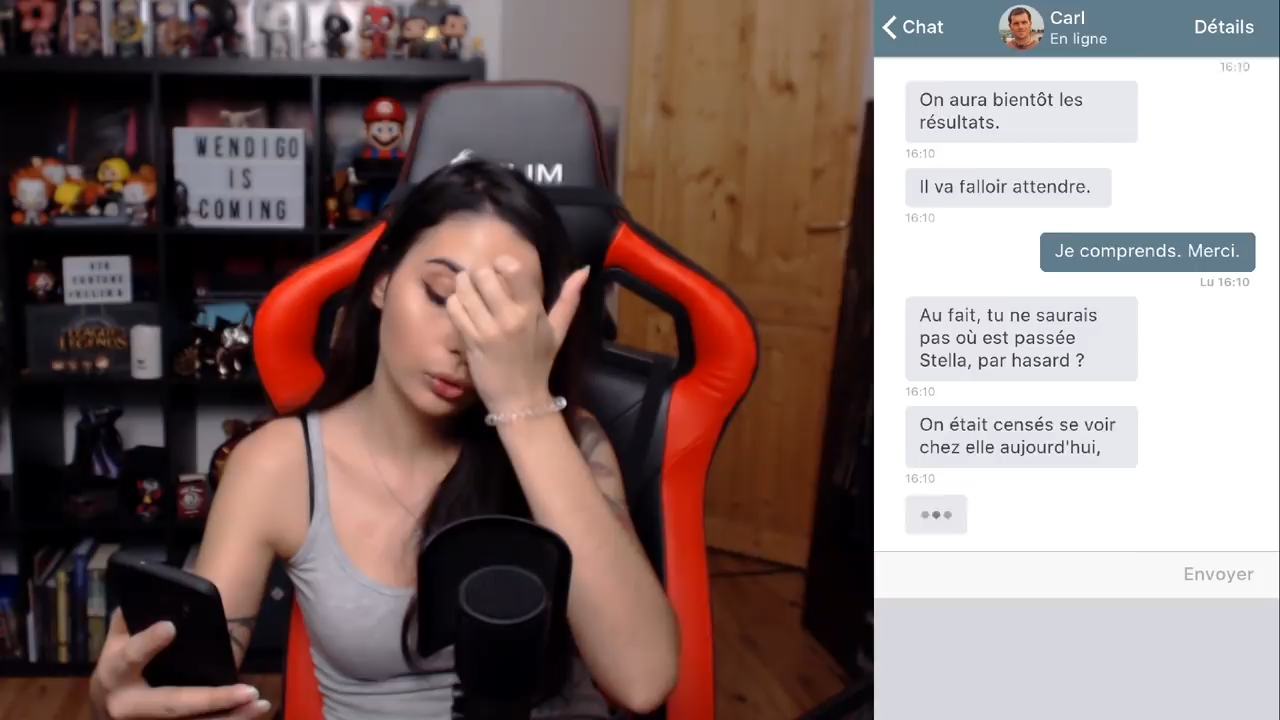 WENDIGO
IS
COMING
LEAGUE
LEGENDS
Chat
Carl
En ligne
Détails
16:10
On aura bientôt les
résultats.
16:10
Il va falloir attendre.
16:10
Je comprends. Merci.
Lu 16:10
Au fait, tu ne saurais
pas où est passée
Stella, par hasard ?
16:10
On était censés se voir
chez elle aujourd'hui,
16:10
Envoyer